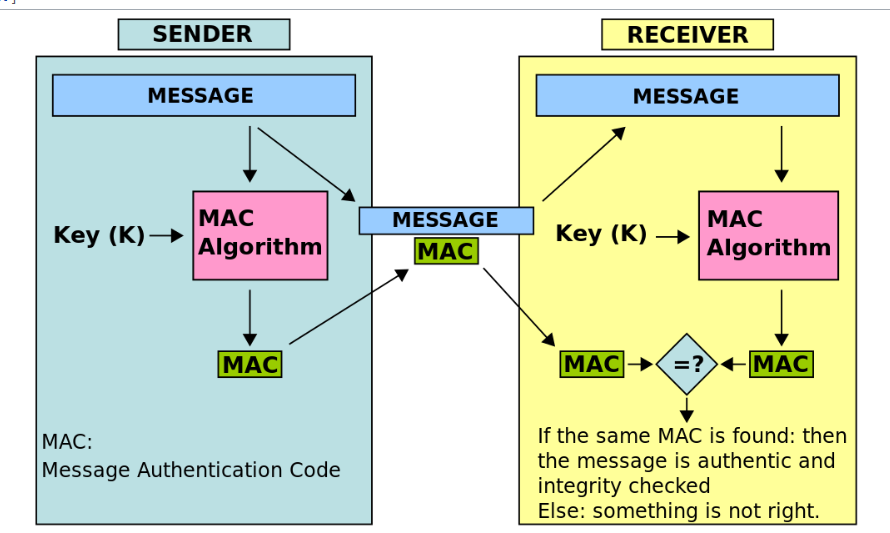 SENDER
MESSAGE
Key (K)
MAC
Algorithm
MAC
MAC:
Message Authentication Code
MESSAGE
MAC
RECEIVER
MESSAGE
Key (K)
MAC
Algorithm
MAC
=?
MAC
If the same MAC is found: then
the message is authentic and
integrity checked
Else: something is not right.